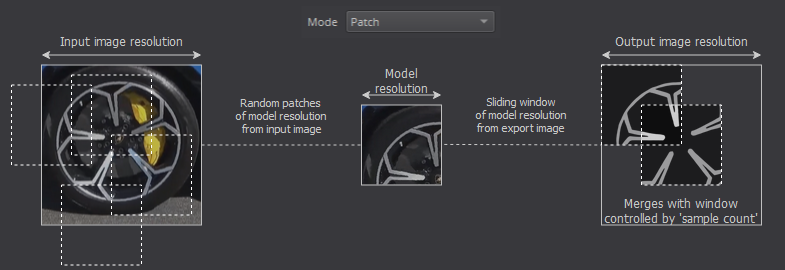 Mode Patch
Input image resolution
Output image resolution
Model
resolution
Random patches
of model resolution
from input image
Sliding window
of model resolution
from export image
Merges with window
controlled by 'sample count'